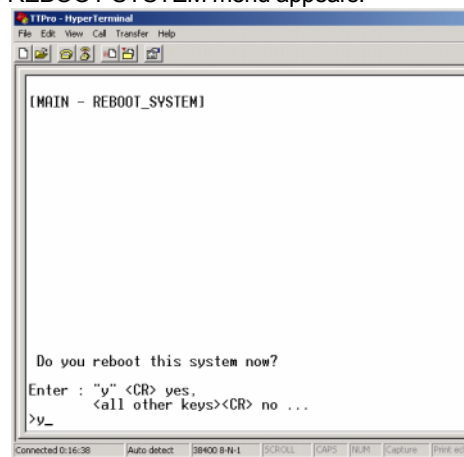 REBOOT SYSTEM menu appears.
TTPro - HyperTerminal
File Edit View Call Transfer Help
[MAIN - REBOOT_SYSTEM]
Do you reboot this system now?
Enter : "y" <CR> yes,
<all other keys><CR> no ...
>y_
Connected 0:16:38 Auto detect 38400 8-N-1 SCROLL CAPS NUM Capture Print ec